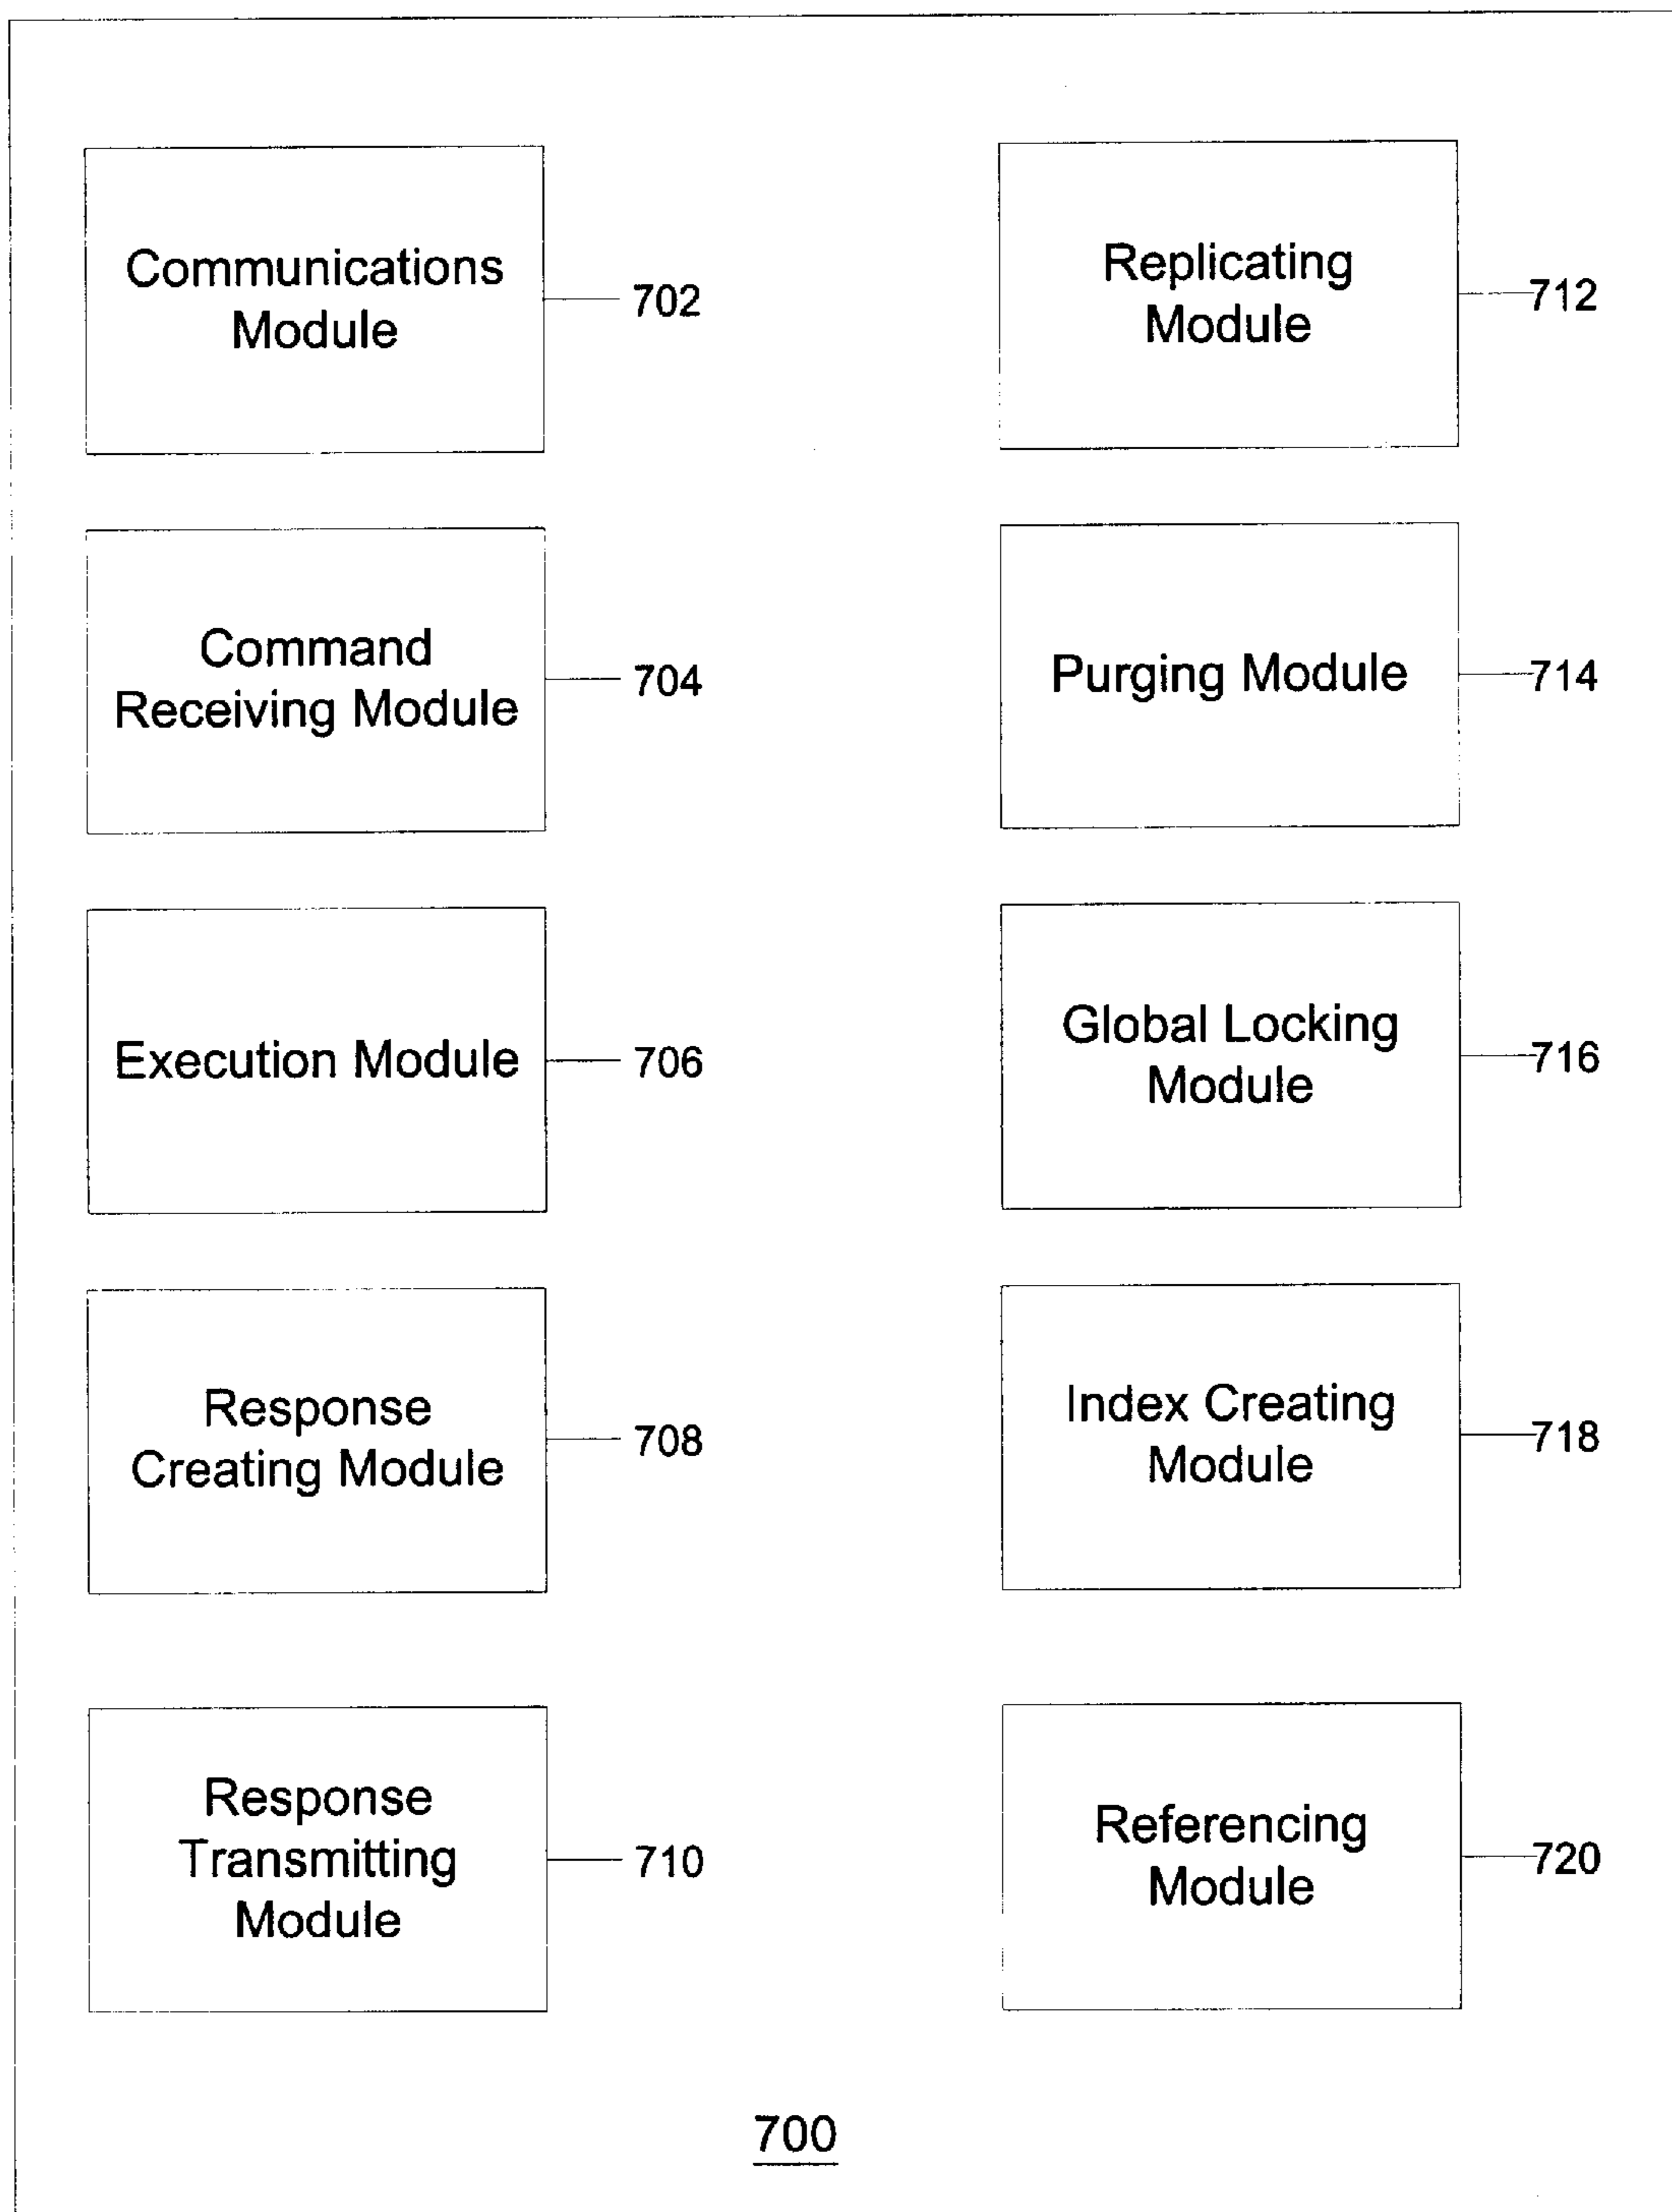 Communications
Module
702
Command
Receiving Module
704
Execution Module
706
Response
Creating Module
708
Response
Transmitting
Module
710
Replicating
Module
712
Purging Module
714
Global Locking
Module
716
Index Creating
Module
718
Referencing
Module
720
700